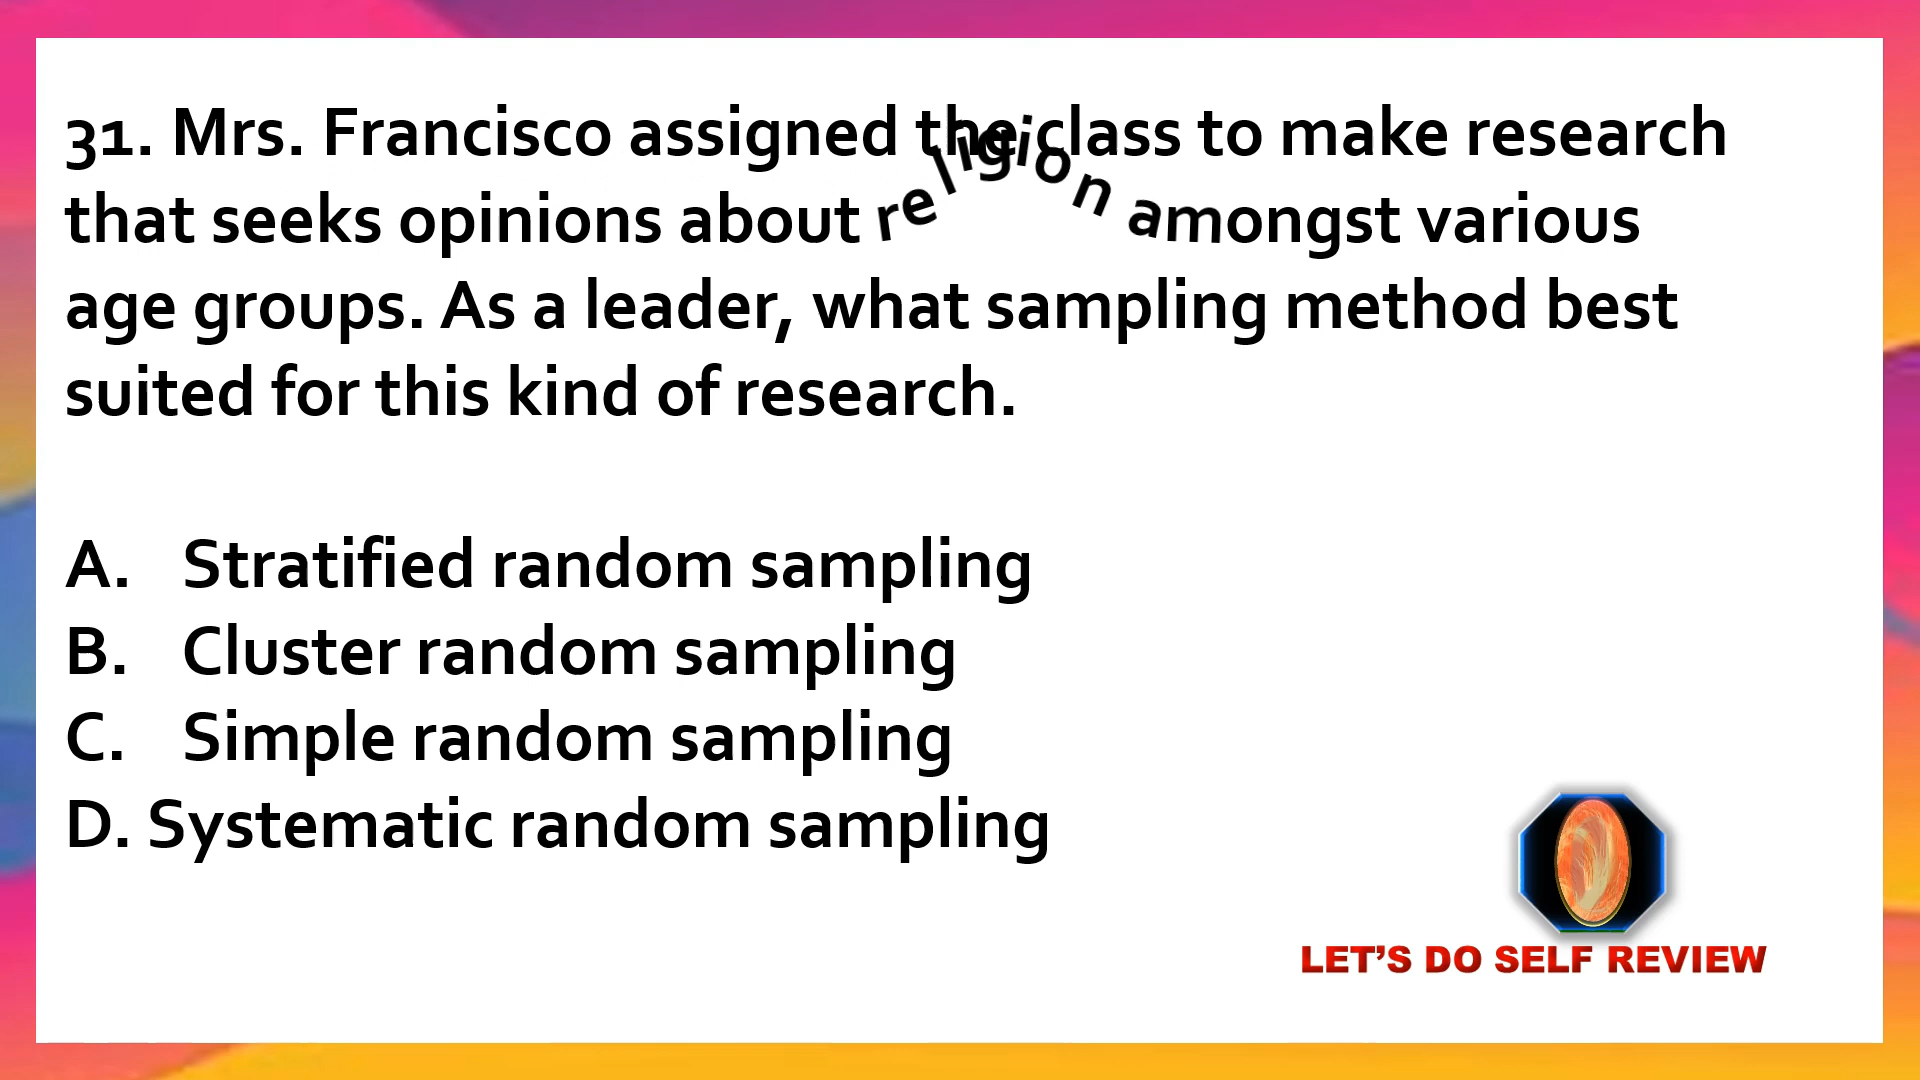 31. Mrs. Francisco assigned the class to make research
that seeks opinions about religion amongst various
age groups. As a leader, what sampling method best
suited for this kind of research.
A. Stratified random sampling
B. Cluster random sampling
C. Simple random sampling
D. Systematic random sampling
LET'S DO SELF REVIEW